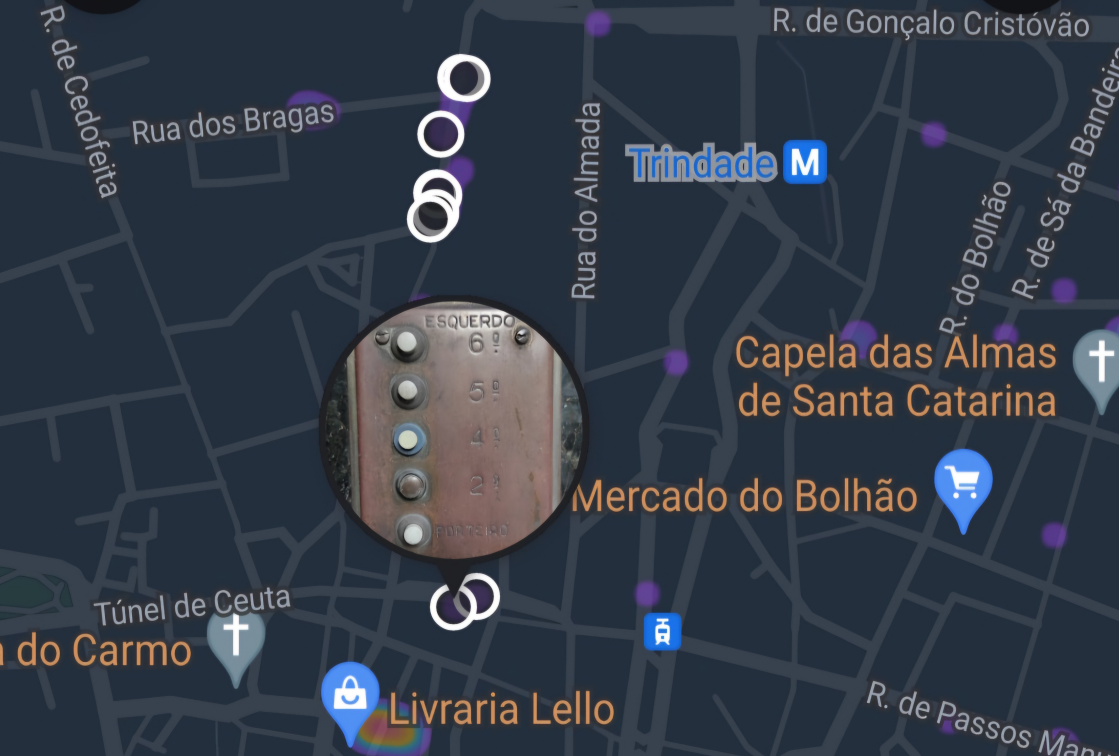 R. de Gonçalo Cristóvão
R. de Cedofeita
Rua dos Bragas
Rua do Almada
Trindade M
R. do Bolhão
R. de Sá da Bandeira
ESQUERDO
6º
5º
4º
2º
PORTEIRO
Capela das Almas
de Santa Catarina
Mercado do Bolhão
Túnel de Ceuta
do Carmo
Livraria Lello
R. de Passos Manu